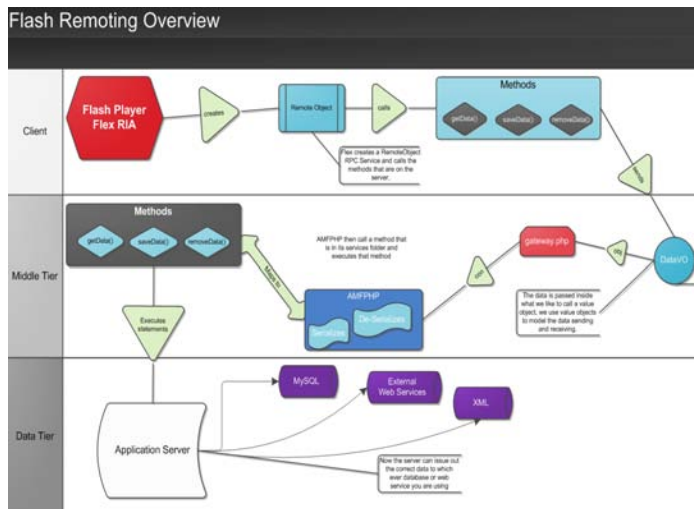 Flash Remoting Overview
Client
Flash Player
Flex RIA
creates
Remote Object
calls
Methods
getData()
saveData()
removeData()
Flex creates a RemoteObject
RPC Service and calls the
methods that are on the
server.
Middle Tier
Methods
getData()
saveData()
removeData()
Maps to
AMFPHP then call a method that
is in its services folder and
executes that method
AMFPHP
Serializes
De-Serializes
gateway.php
DataVO
The data is passed inside
what we like to call a value
object, we use value objects
to model the data sending
and receiving.
Executes
statements
Data Tier
Application Server
MySQL
External
Web Services
XML
Now the server can issue out
the correct data to which
ever database or web
service you are using